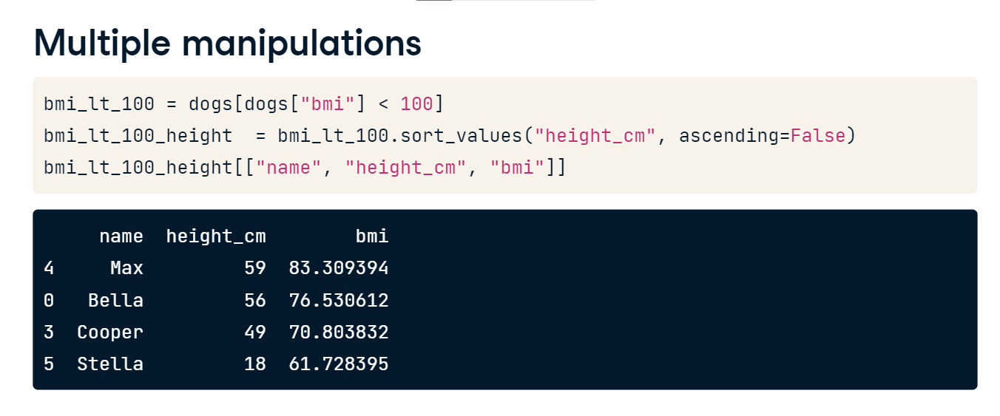 Multiple manipulations
bmi_lt_100 = dogs[dogs["bmi"] < 100]
bmi_lt_100_height  = bmi_lt_100.sort_values("height_cm", ascending=False)
bmi_lt_100_height[["name", "height_cm", "bmi"]]
     name  height_cm        bmi
4     Max         59  83.309394
0   Bella         56  76.530612
3  Cooper         49  70.803832
5  Stella         18  61.728395